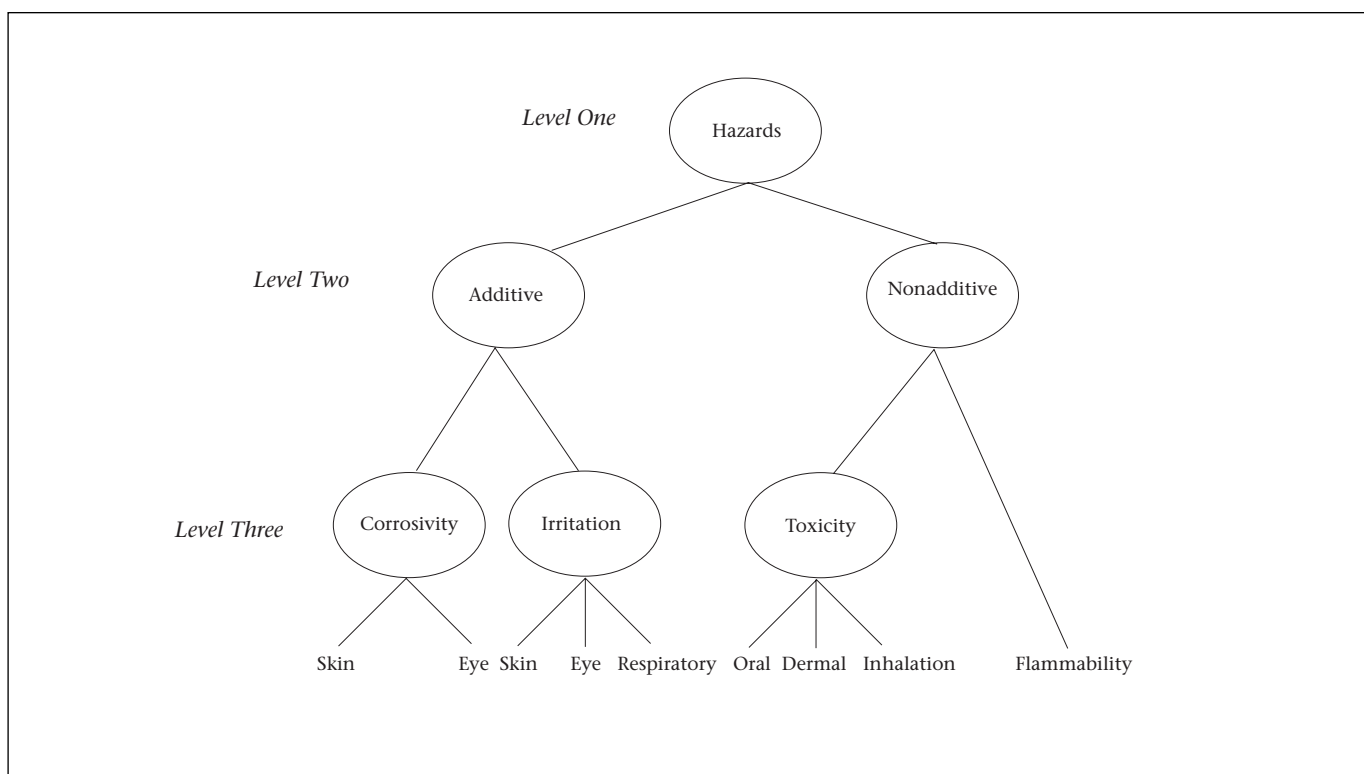 Level One
Hazards
Level Two
Additive
Nonadditive
Level Three
Corrosivity
Irritation
Toxicity
Skin
Eye
Skin
Eye
Respiratory
Oral
Dermal
Inhalation
Flammability